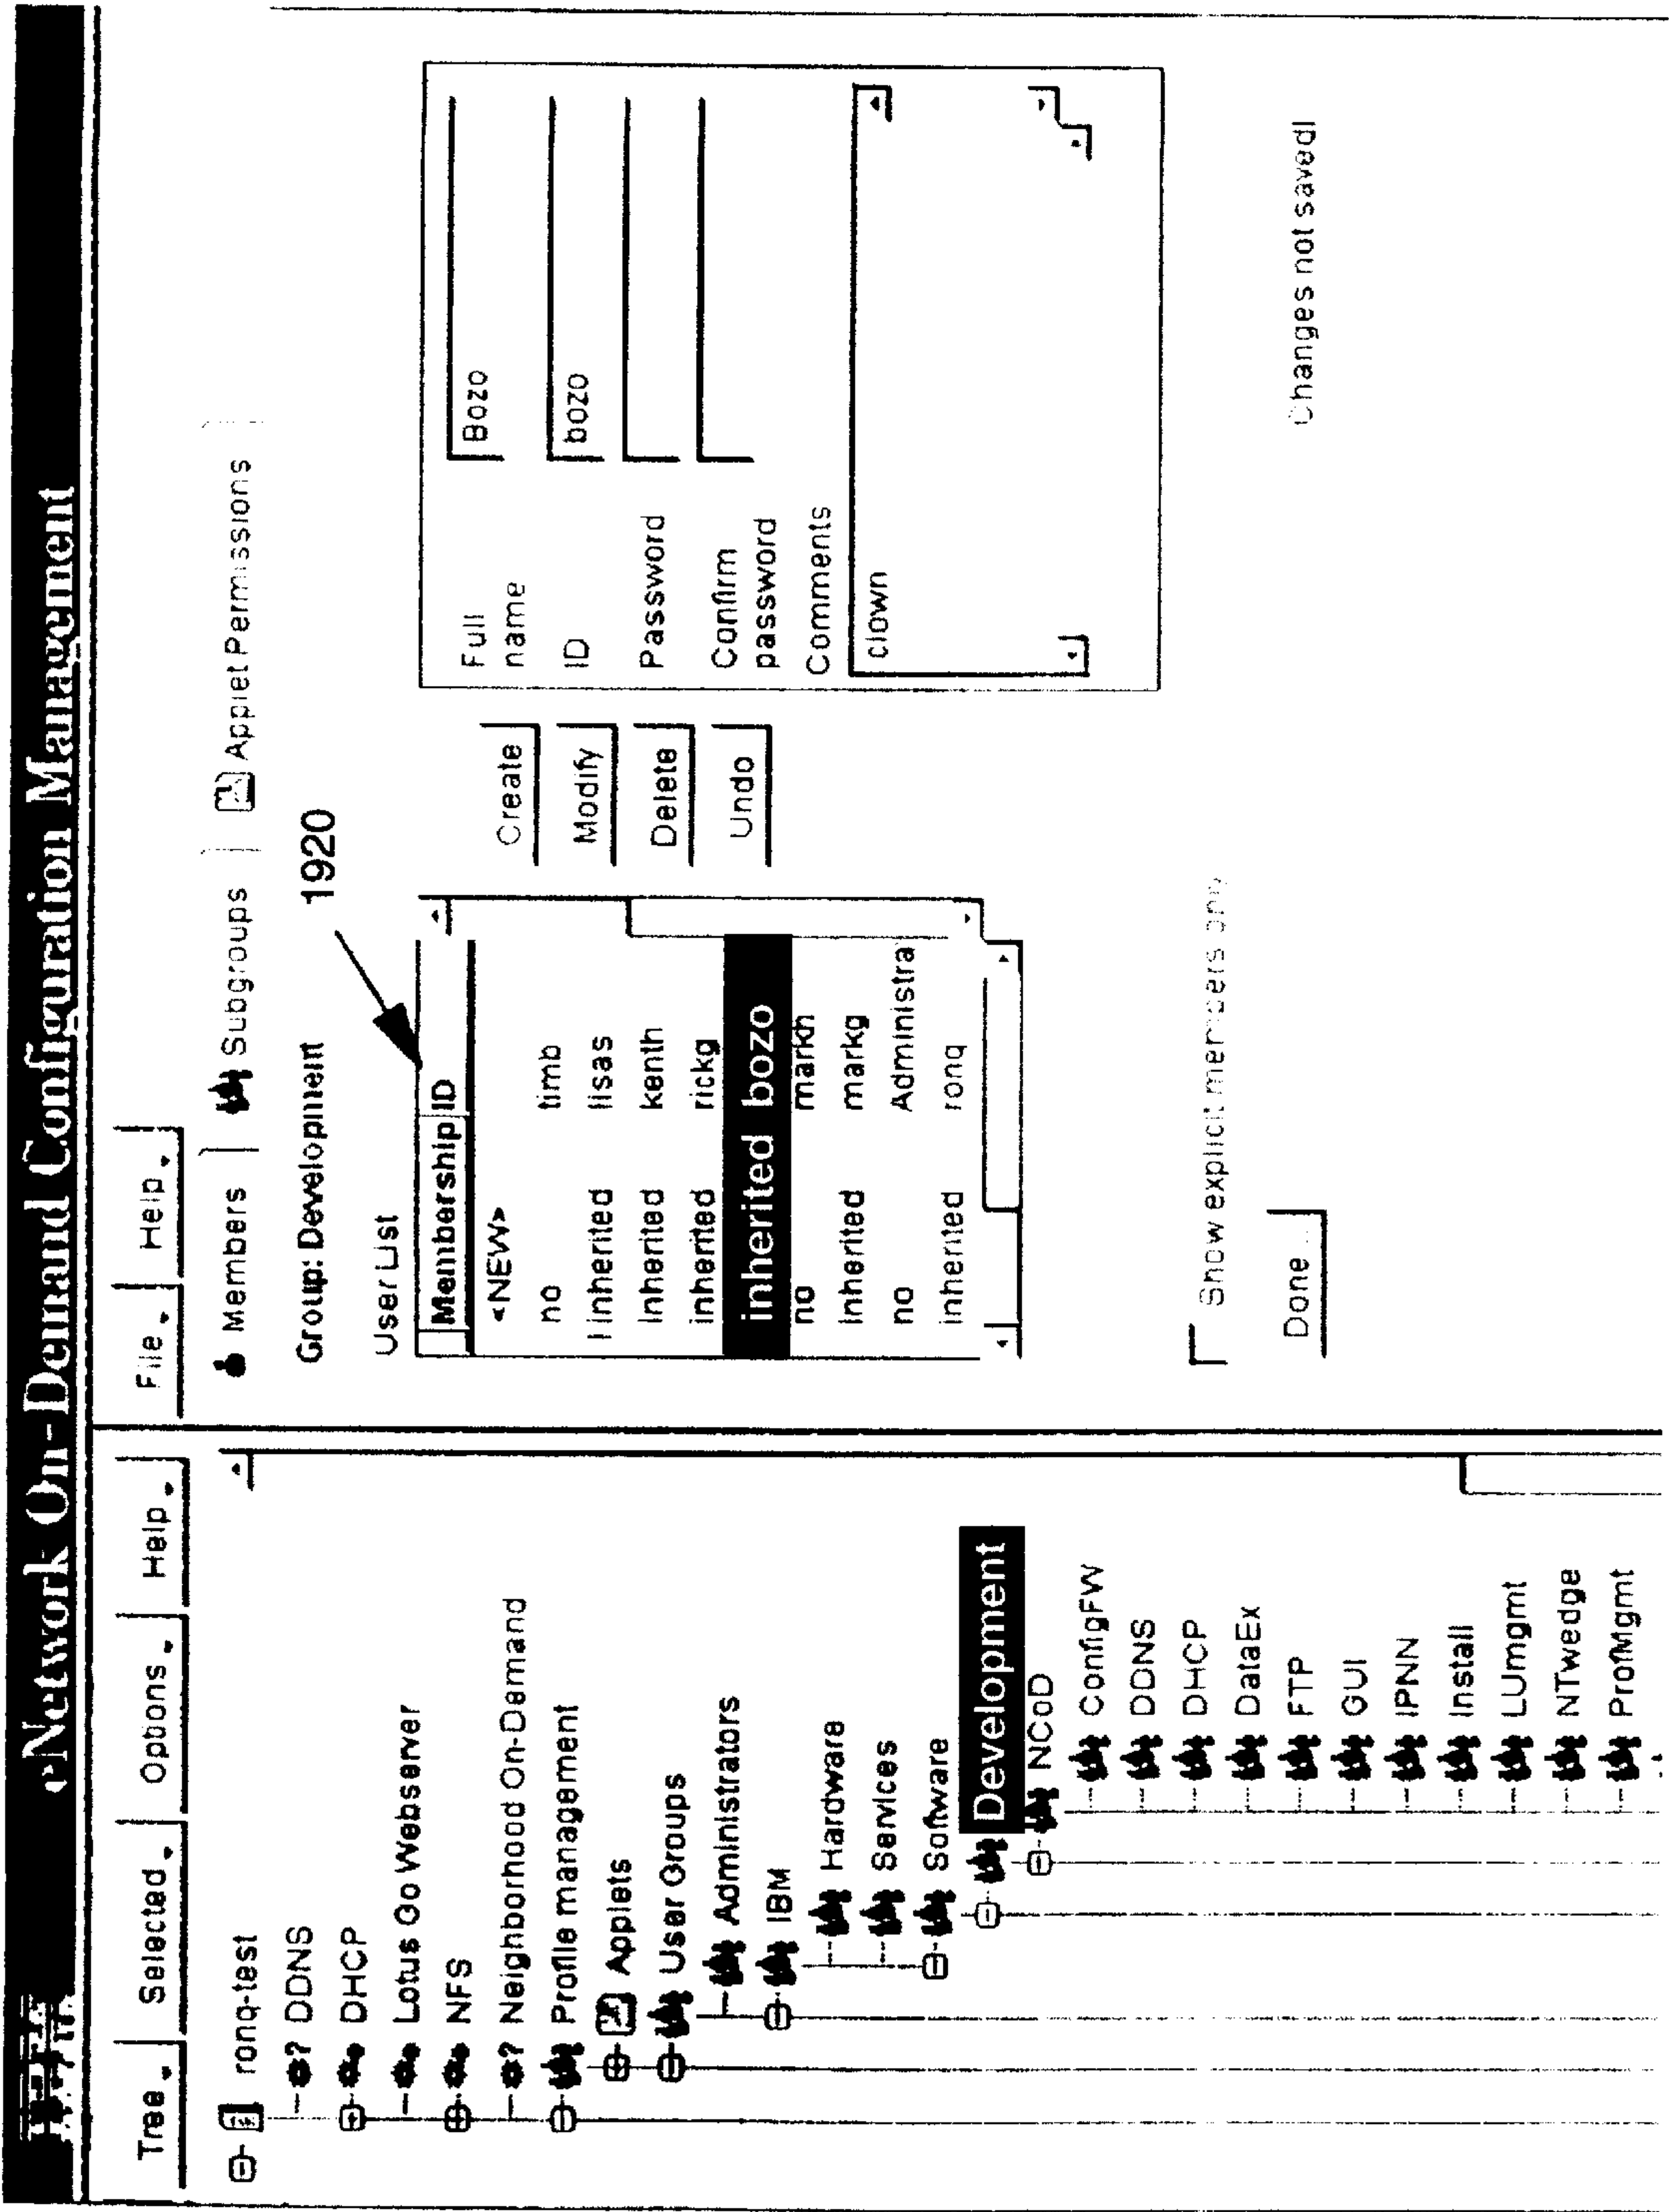 eNetwork On-Demand Configuration Management
Tree Selected Options Help
ronq-test
? DDNS
DHCP
Lotus Go Webserver
NFS
? Neighborhood On-Demand
Profile management
Applets
User Groups
Administrators
IBM
Hardware
Services
Software
Development
NCoD
ConfigFW
DDNS
DHCP
DataEx
FTP
GUI
IPNN
Install
LUmgmt
NTwedge
ProfMgmt
File Help
Members Subgroups Applet Permissions
Group: Development
1920
User List
Membership ID
<NEW>
no timb
inherited lisas
inherited kenth
inherited rickg
inherited bozo
no markh
inherited markg
no Administra
inherited ronq
Create
Modify
Delete
Undo
Full
name
Bozo
ID bozo
Password
Confirm
password
Comments
clown
Show explicit members only
Done...
Changes not saved!